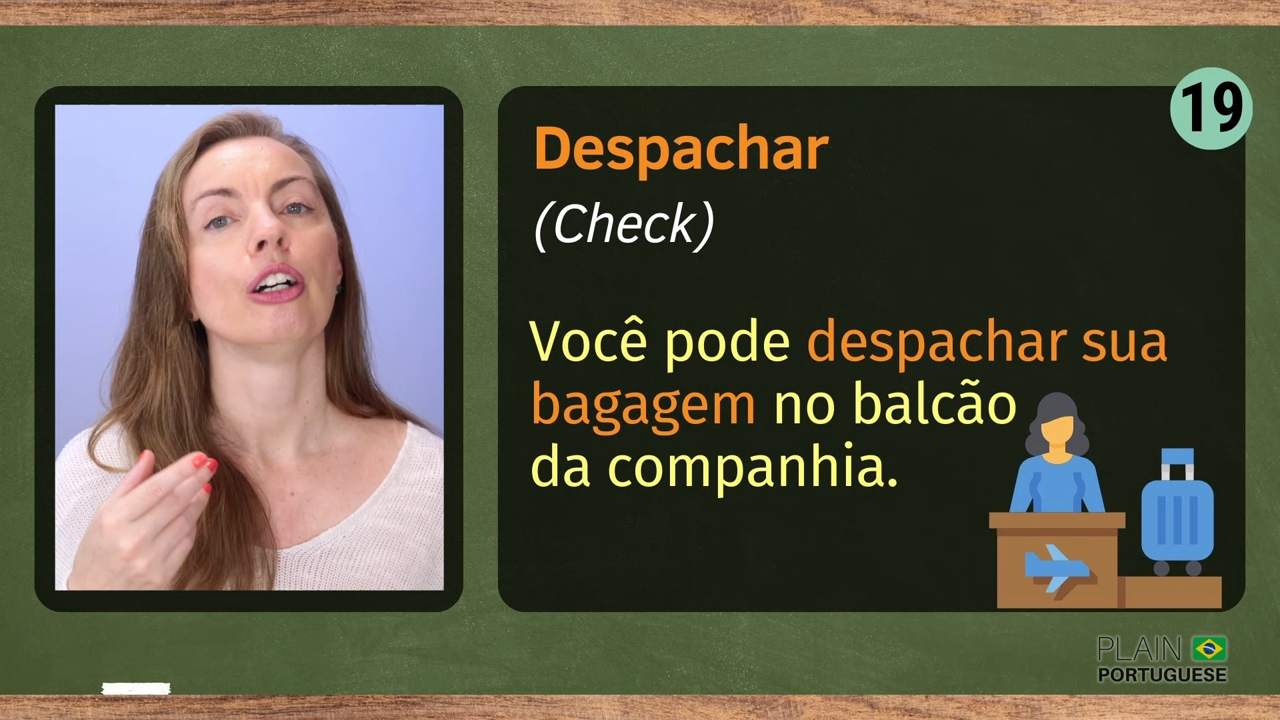 19
Despachar
(Check)
Você pode despachar sua
bagagem no balcão
da companhia.
PLAIN
PORTUGUESE